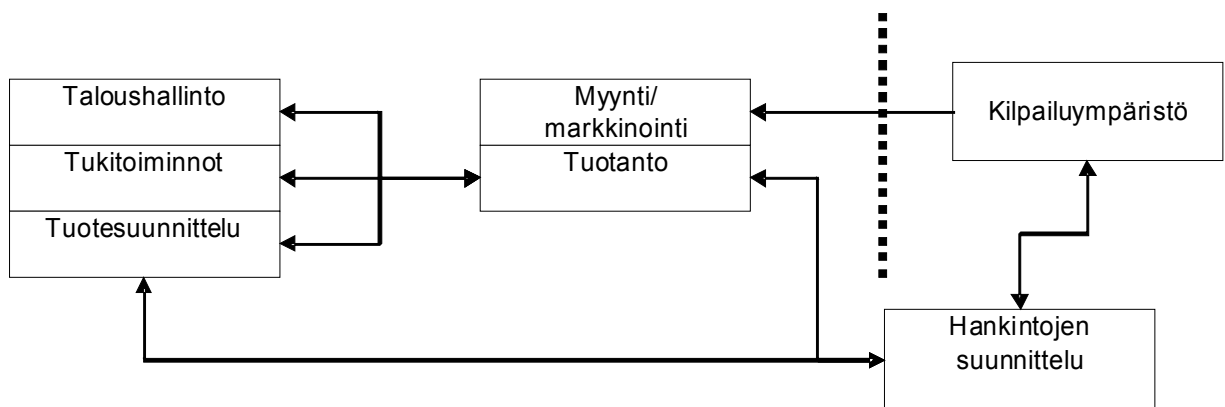 Taloushallinto
Tukitoiminnot
Tuotesuunnittelu
Myynti/
markkinointi
Tuotanto
Kilpailuympäristö
Hankintojen
suunnittelu